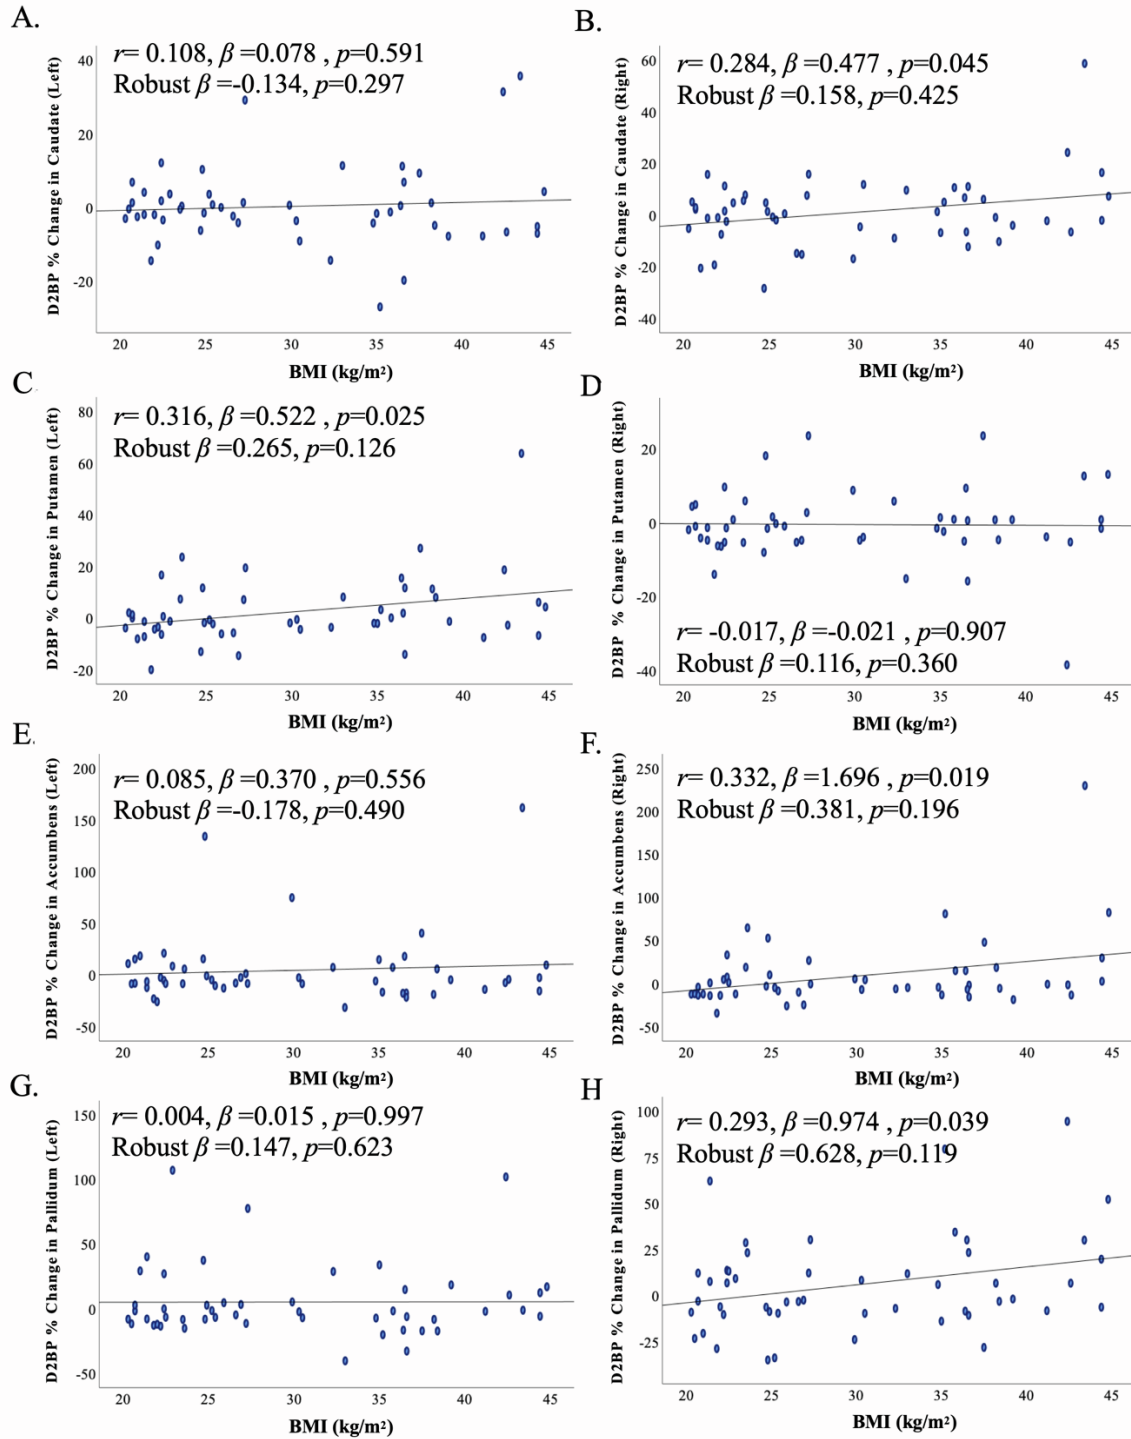 A.
r= 0.108, β =0.078 , p=0.591
Robust β =-0.134, p=0.297
D2BP % Change in Caudate (Left)
40
20
0
-20
20 25 30 35 40 45
BMI (kg/m²)
B.
r= 0.284, β =0.477 , p=0.045
Robust β =0.158, p=0.425
D2BP % Change in Caudate (Right)
60
40
20
0
-20
-40
20 25 30 35 40 45
BMI (kg/m²)
C.
r= 0.316, β =0.522 , p=0.025
Robust β =0.265, p=0.126
D2BP % Change in Putamen (Left)
80
60
40
20
0
-20
20 25 30 35 40 45
BMI (kg/m²)
D
D2BP % Change in Putamen (Right)
20
0
-20
-40
r= -0.017, β =-0.021 , p=0.907
Robust β =0.116, p=0.360
20 25 30 35 40 45
BMI (kg/m²)
E.
r= 0.085, β =0.370 , p=0.556
Robust β =-0.178, p=0.490
D2BP % Change in Accumbens (Left)
200
150
100
50
0
-50
20 25 30 35 40 45
BMI (kg/m²)
F.
r= 0.332, β =1.696 , p=0.019
Robust β =0.381, p=0.196
D2BP % Change in Accumbens (Right)
250
200
150
100
50
0
-50
20 25 30 35 40 45
BMI (kg/m²)
G.
r= 0.004, β =0.015 , p=0.997
Robust β =0.147, p=0.623
D2BP % Change in Pallidum (Left)
150
100
50
0
-50
20 25 30 35 40 45
BMI (kg/m²)
H
r= 0.293, β =0.974 , p=0.039
Robust β =0.628, p=0.119
D2BP % Change in Pallidum (Right)
100
75
50
25
0
-25
20 25 30 35 40 45
BMI (kg/m²)